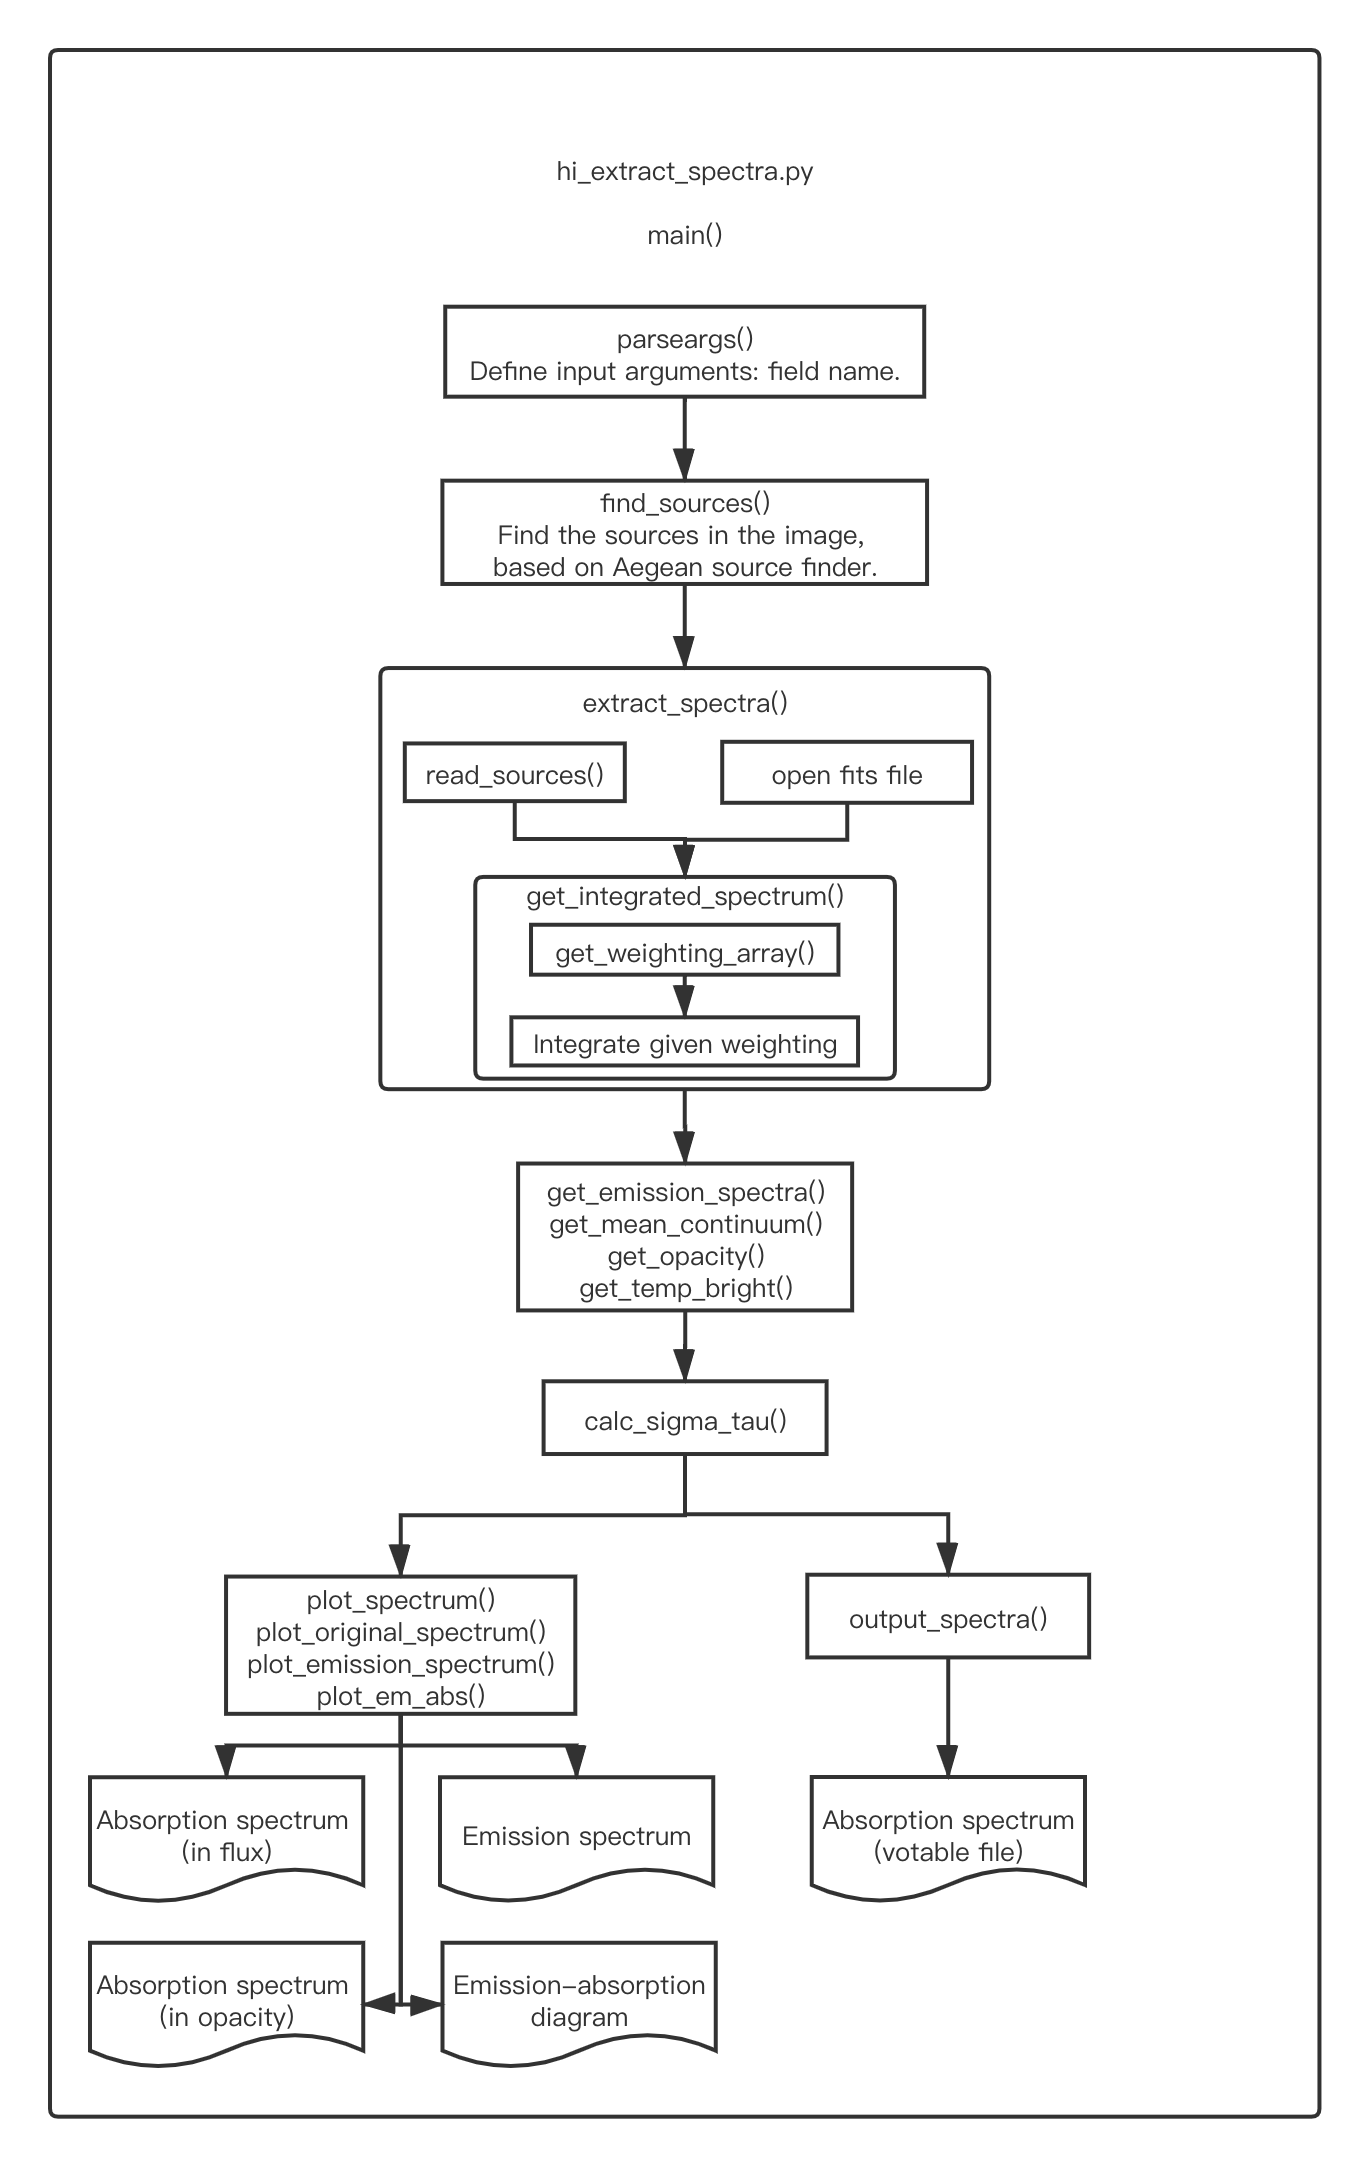 hi_extract_spectra.py
main()
parseargs()
Define input arguments: field name.
find_sources()
Find the sources in the image,
based on Aegean source finder.
extract_spectra()
read_sources()
open fits file
get_integrated_spectrum()
get_weighting_array()
Integrate given weighting
get_emission_spectra()
get_mean_continuum()
get_opacity()
get_temp_bright()
calc_sigma_tau()
plot_spectrum()
plot_original_spectrum()
plot_emission_spectrum()
plot_em_abs()
output_spectra()
Absorption spectrum
(in flux)
Emission spectrum
Absorption spectrum
(votable file)
Absorption spectrum
(in opacity)
Emission–absorption
diagram